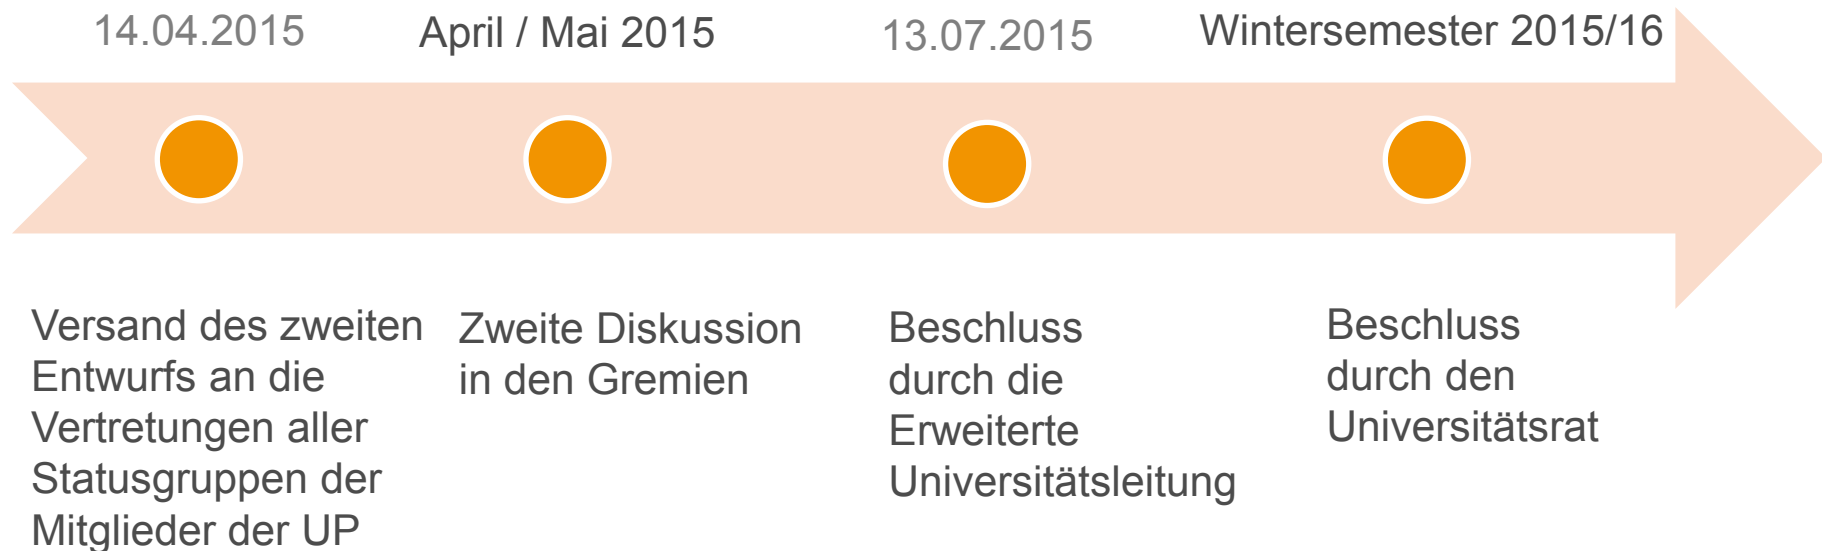 14.04.2015
April / Mai 2015
13.07.2015
Wintersemester 2015/16
Versand des zweiten
Entwurfs an die
Vertretungen aller
Statusgruppen der
Mitglieder der UP
Zweite Diskussion
in den Gremien
Beschluss
durch die
Erweiterte
Universitätsleitung
Beschluss
durch den
Universitätsrat